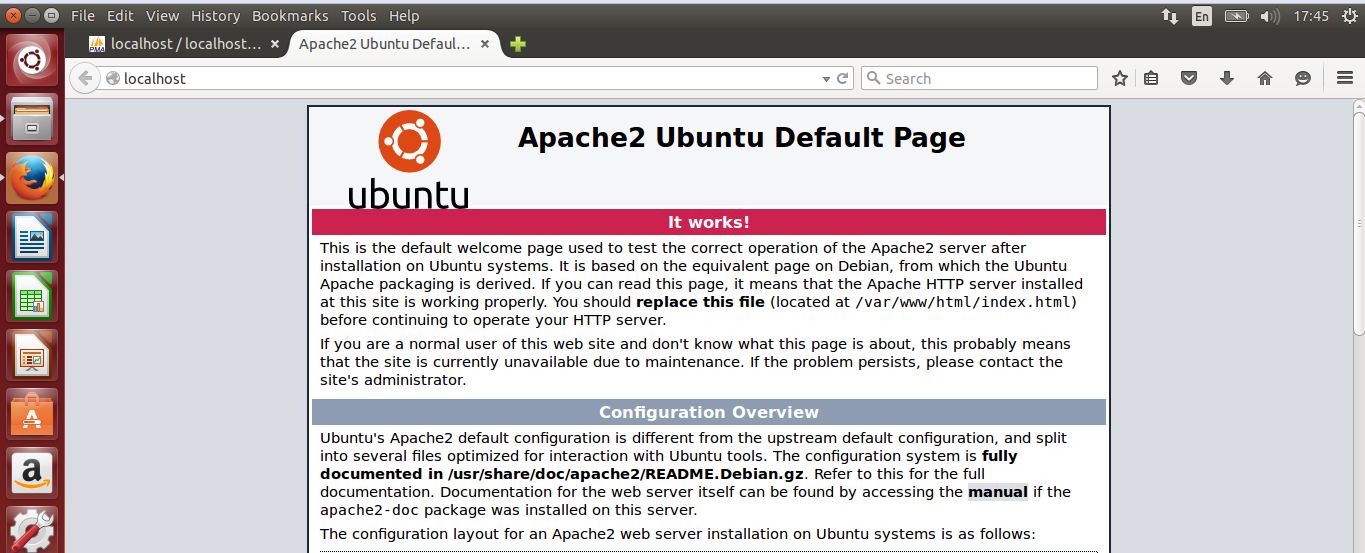 File Edit View History Bookmarks Tools Help
En
17:45
PMA
localhost / localhost...
Apache2 Ubuntu Defaul...
localhost
Search
Apache2 Ubuntu Default Page
ubuntu
It works!
This is the default welcome page used to test the correct operation of the Apache2 server after
installation on Ubuntu systems. It is based on the equivalent page on Debian, from which the Ubuntu
Apache packaging is derived. If you can read this page, it means that the Apache HTTP server installed
at this site is working properly. You should replace this file (located at /var/www/html/index.html)
before continuing to operate your HTTP server.
If you are a normal user of this web site and don't know what this page is about, this probably means
that the site is currently unavailable due to maintenance. If the problem persists, please contact the
site's administrator.
Configuration Overview
Ubuntu's Apache2 default configuration is different from the upstream default configuration, and split
into several files optimized for interaction with Ubuntu tools. The configuration system is fully
documented in /usr/share/doc/apache2/README.Debian.gz. Refer to this for the full
documentation. Documentation for the web server itself can be found by accessing the manual if the
apache2-doc package was installed on this server.
The configuration layout for an Apache2 web server installation on Ubuntu systems is as follows: